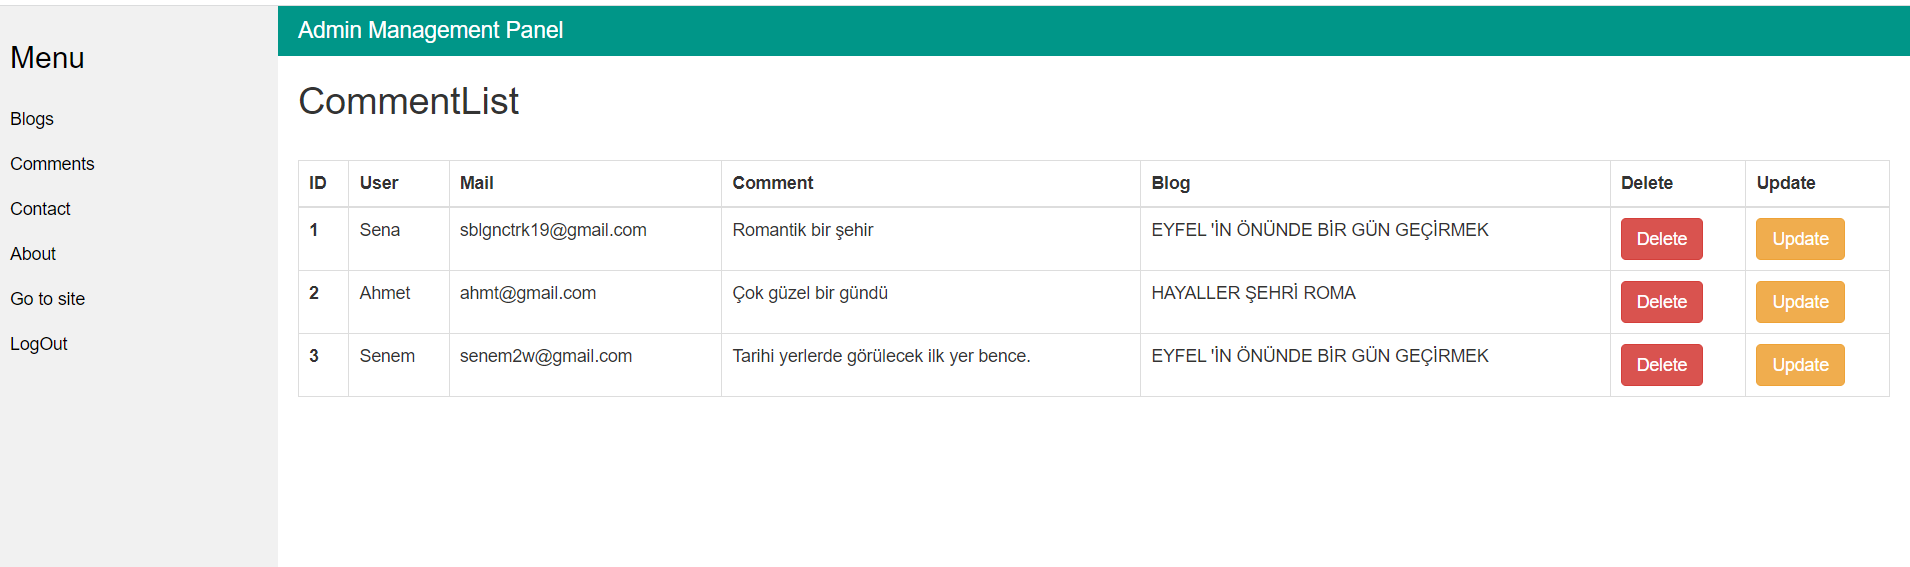 Admin Management Panel
Menu
Blogs
Comments
Contact
About
Go to site
LogOut
CommentList
ID User Mail Comment Blog Delete Update
1 Sena sblgnctrk19@gmail.com Romantik bir şehir EYFEL 'İN ÖNÜNDE BİR GÜN GEÇİRMEK Delete Update
2 Ahmet ahmt@gmail.com Çok güzel bir gündü HAYALLER ŞEHRİ ROMA Delete Update
3 Senem senem2w@gmail.com Tarihi yerlerde görülecek ilk yer bence. EYFEL 'İN ÖNÜNDE BİR GÜN GEÇİRMEK Delete Update